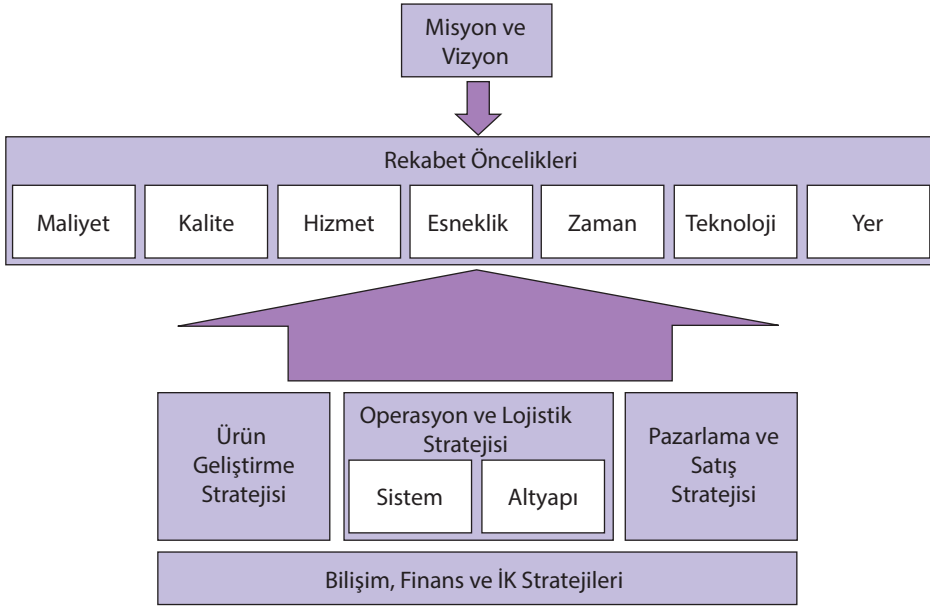 Misyon ve
Vizyon
Rekabet Öncelikleri
Maliyet
Kalite
Hizmet
Esneklik
Zaman
Teknoloji
Yer
Ürün
Geliştirme
Stratejisi
Operasyon ve Lojistik
Stratejisi
Sistem
Altyapı
Pazarlama ve
Satış
Stratejisi
Bilişim, Finans ve İK Stratejileri